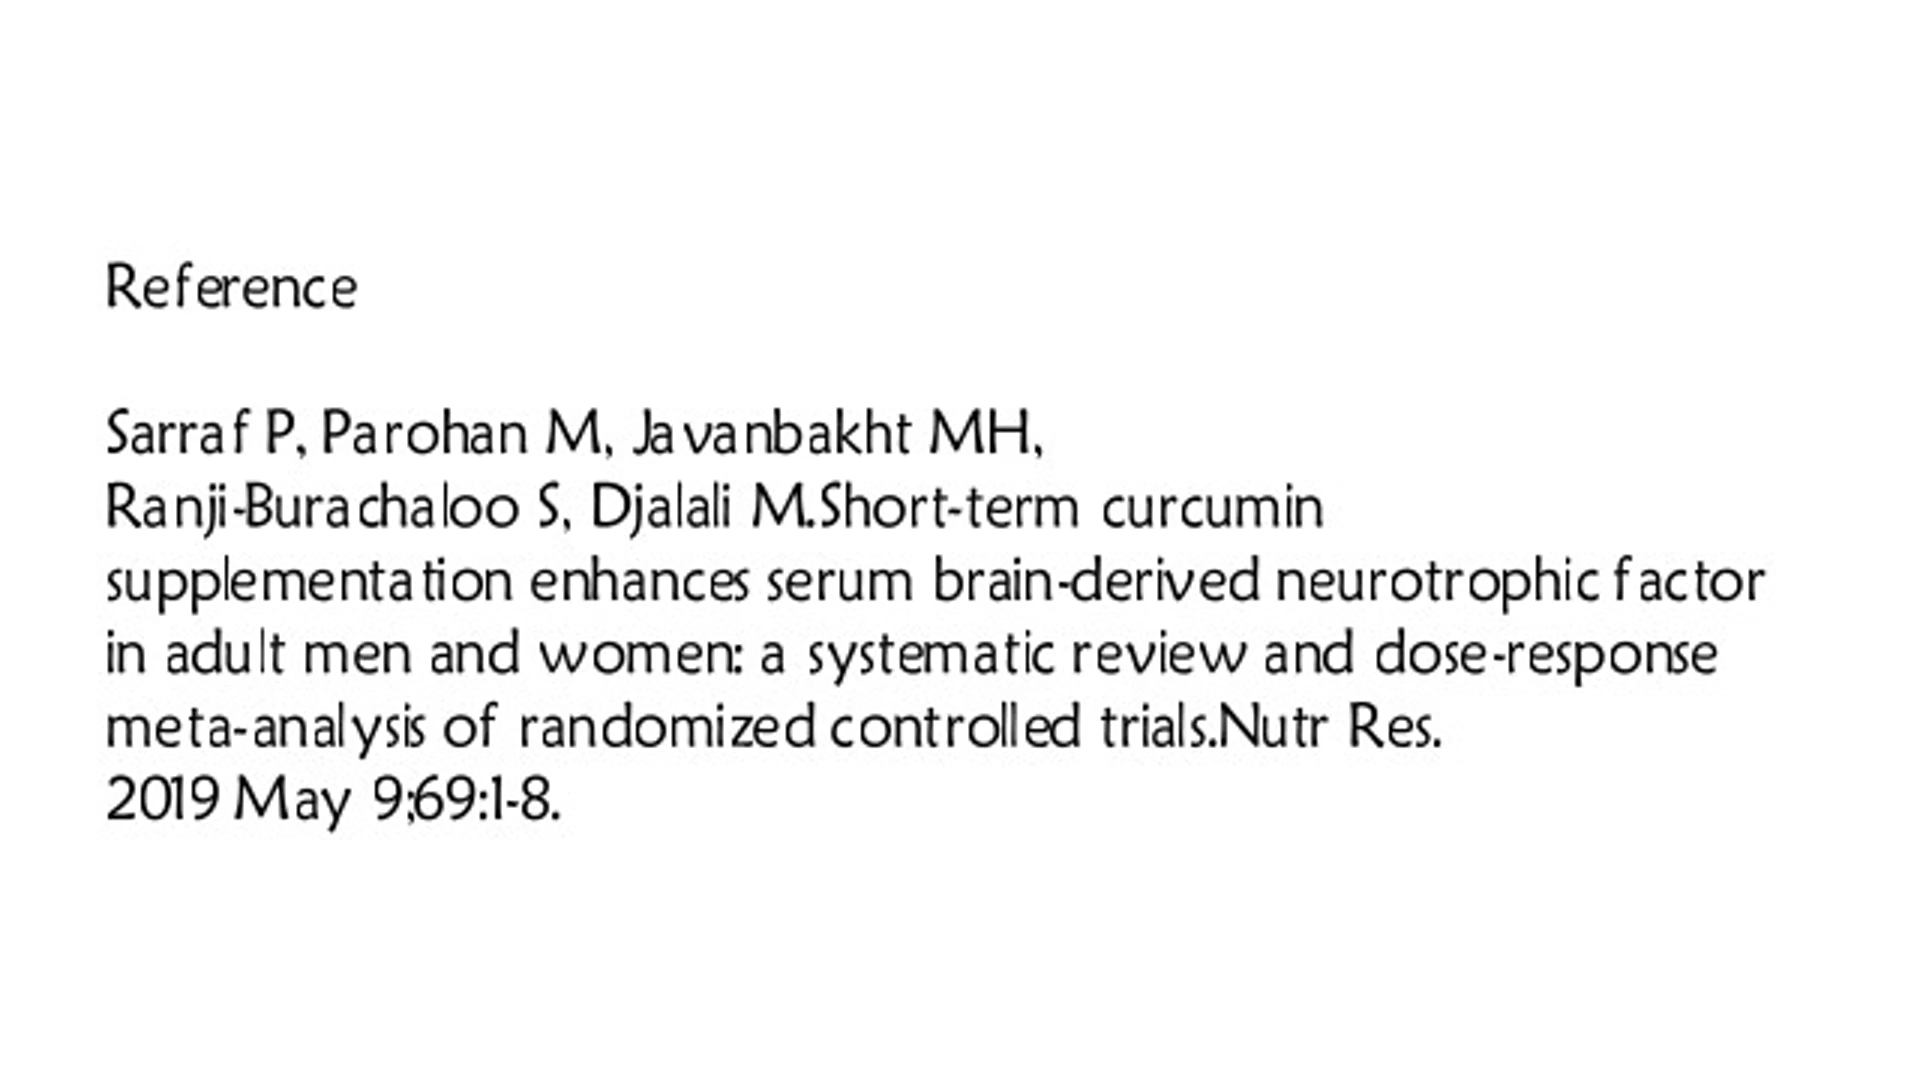 Reference
Sarraf P, Parohan M, Javanbakht MH,
Ranji-Burachaloo S, Djalali M.Short-term curcumin
supplementation enhances serum brain-derived neurotrophic factor
in adult men and women: a systematic review and dose-response
meta-analysis of randomized controlled trials.Nutr Res.
2019 May 9;69:1-8.